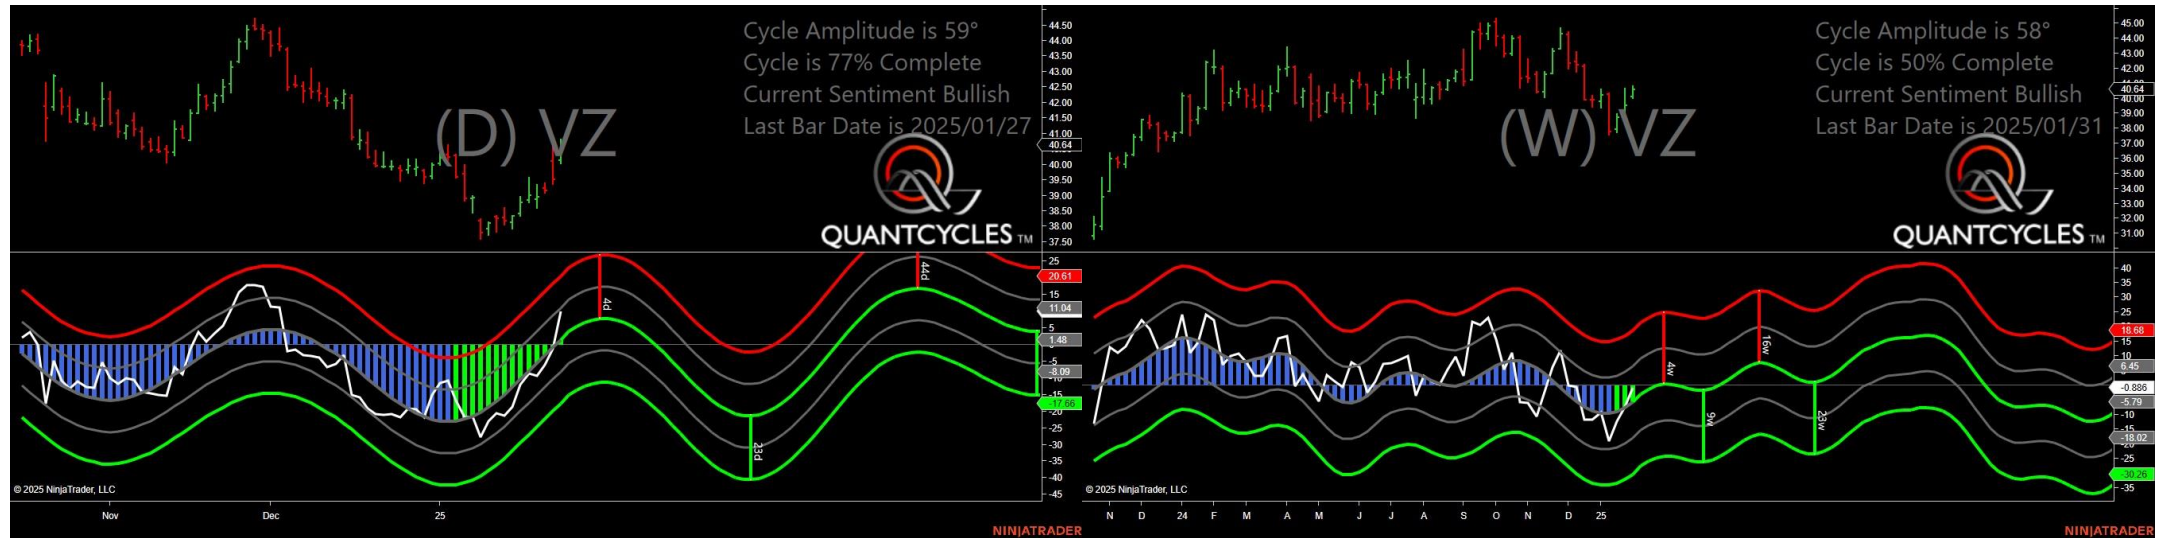 Cycle Amplitude is 59°
Cycle is 77% Complete
Current Sentiment Bullish
Last Bar Date is 2025/01/27
(D) VZ
QUANTCYCLES TM
44.50
44.00
43.50
43.00
42.50
42.00
41.50
41.00
40.64
40.00
39.50
39.00
38.50
38.00
37.50
4d
44d
23d
25
20.61
15
11.04
5
1.48
-5
-8.09
-15
-17.66
-25
-30
-35
-40
-45
© 2025 NinjaTrader, LLC
Nov
Dec
25
NINJATRADER
Cycle Amplitude is 58°
Cycle is 50% Complete
Current Sentiment Bullish
Last Bar Date is 2025/01/31
(W) VZ
QUANTCYCLES TM
45.00
44.00
43.00
42.00
40.64
40.00
39.00
38.00
37.00
36.00
35.00
34.00
33.00
32.00
31.00
4w
15w
9w
23w
40
35
30
25
18.68
15
10
6.45
-0.886
-5.79
-10
-15
-18.02
-25
-30.26
-35
© 2025 NinjaTrader, LLC
N D 24 F M A M J J A S O N D 25
NINJATRADER